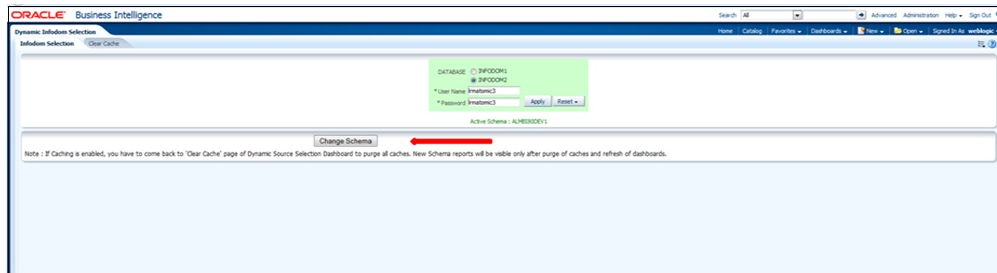 ORACLE Business Intelligence
Search All Advanced Administration Help Sign Out
Dynamic Infodom Selection
Home Catalog Favorites Dashboards New Open Signed In As weblogic
Infodom Selection Clear Cache
DATABASE INFODOM1
INFODOM2
* User Name lrmatomic3
* Password lrmatomic3 Apply Reset
Active Schema :
Change Schema
Note : If Caching is enabled, you have to come back to 'Clear Cache' page of Dynamic Source Selection Dashboard to purge all caches. New Schema reports will be visible only after purge of caches and refresh of dashboards.